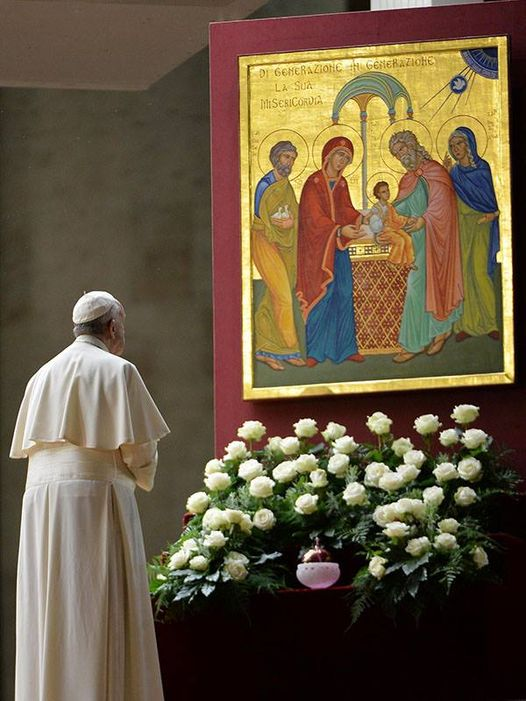 Di GENERAZiONE iN GENERAZiONE
LA SUA
MiSERiCORDiA